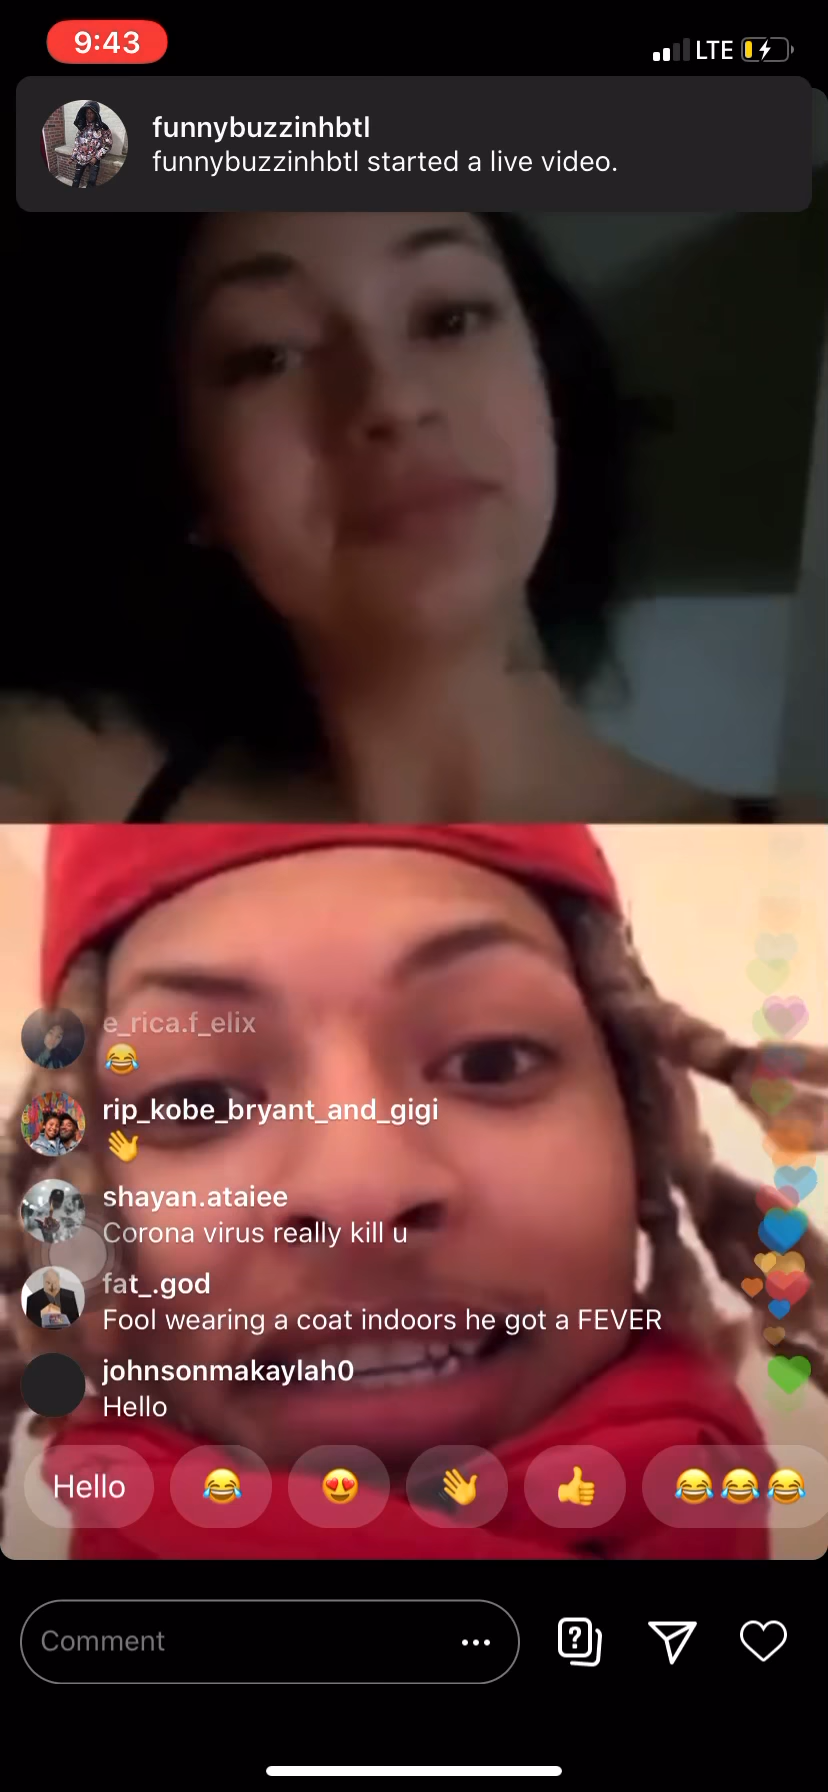 9:43
LTE
funnybuzzinhbtl
funnybuzzinhbtl started a live video.
e_rica.f_elix
😂
rip_kobe_bryant_and_gigi
👋
shayan.ataiee
Corona virus really kill u
fat_.god
Fool wearing a coat indoors he got a FEVER
johnsonmakaylah0
Hello
Hello 😂 😍 👋 👍 😂😂😂
Comment